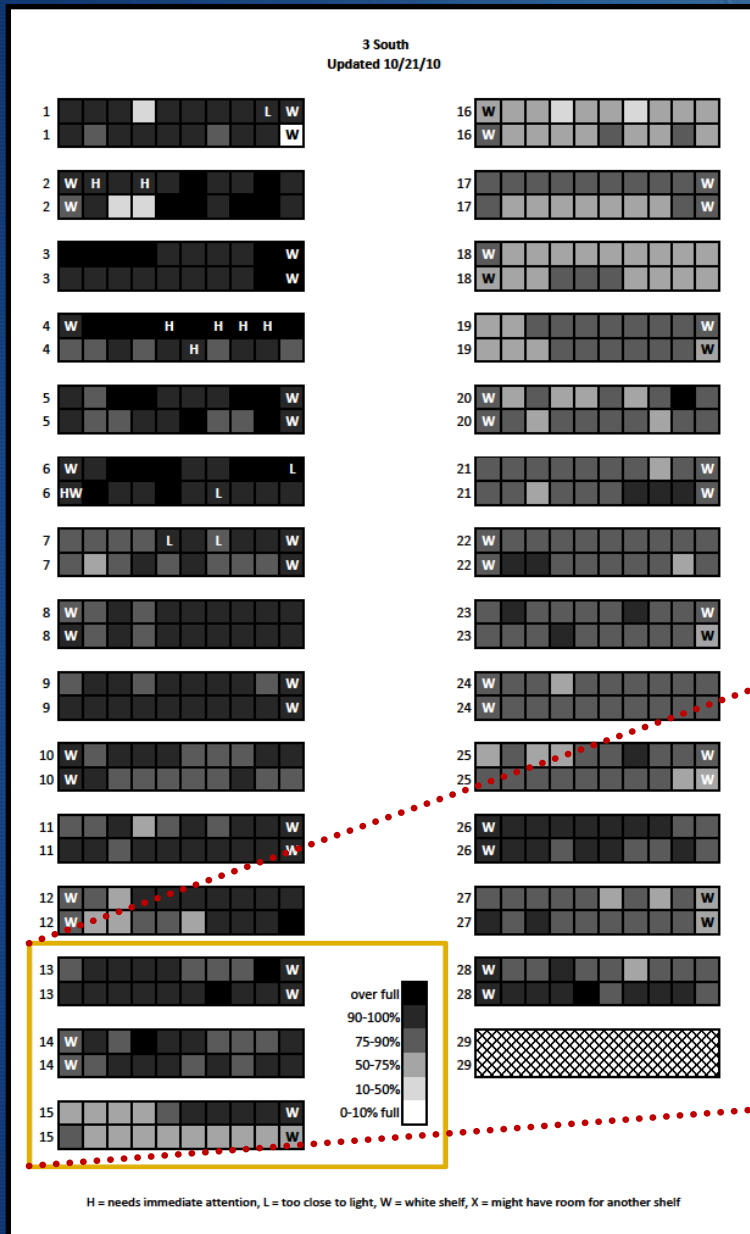 3 South
Updated 10/21/10
1 L W
1 W
2 W H H
2 W
3 W
3 W
4 W H H H H
4 H
5 W
5 W
6 W L
6 HW L
7 L L W
7 W
8 W
8 W
9 W
9 W
10 W
10 W
11 W
11 W
12 W
12 W
13 W
13 W
14 W
14 W
15 W
15 W
over full
90-100%
75-90%
50-75%
10-50%
0-10% full
16 W
16 W
17 W
17 W
18 W
18 W
19 W
19 W
20 W
20 W
21 W
21 W
22 W
22 W
23 W
23 W
24 W
24 W
25 W
25 W
26 W
26 W
27 W
27 W
28 W
28 W
29
29
H = needs immediate attention, L = too close to light, W = white shelf, X = might have room for another shelf